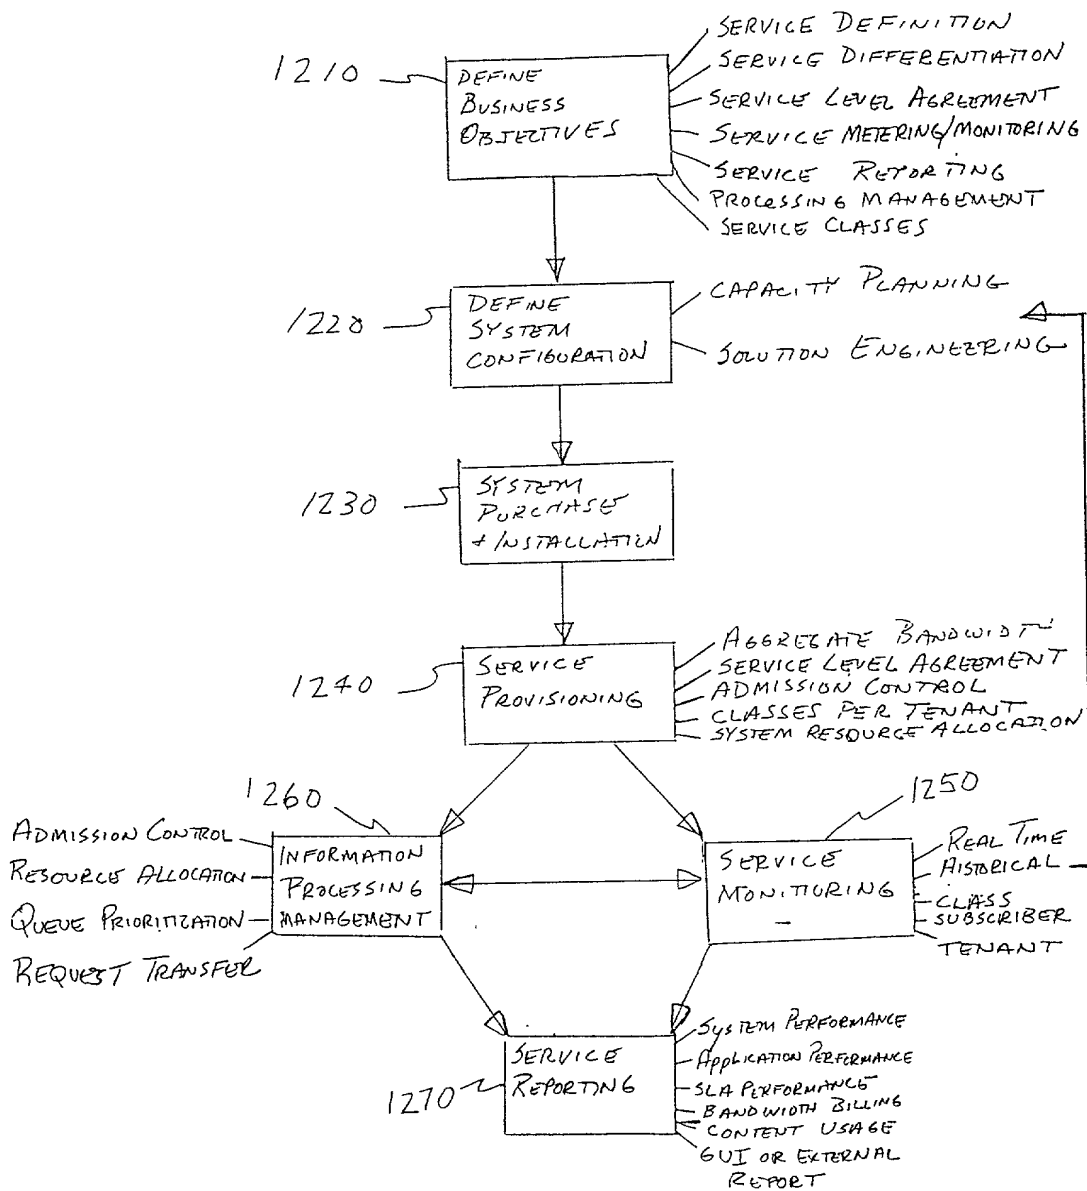 1210
DEFINE
BUSINESS
OBJECTIVES
SERVICE DEFINITION
SERVICE DIFFERENTIATION
SERVICE LEVEL AGREEMENT
SERVICE METERING/MONITORING
SERVICE REPORTING
PROCESSING MANAGEMENT
SERVICE CLASSES
1220
DEFINE
SYSTEM
CONFIGURATION
CAPACITY PLANNING
SOLUTION ENGINEERING
1230
SYSTEM
PURCHASE
+ INSTALLATION
1240
SERVICE
PROVISIONING
AGGREGATE BANDWIDTH
SERVICE LEVEL AGREEMENT
ADMISSION CONTROL
CLASSES PER TENANT
SYSTEM RESOURCE ALLOCATION
1260
ADMISSION CONTROL
RESOURCE ALLOCATION
QUEUE PRIORITIZATION
REQUEST TRANSFER
INFORMATION
PROCESSING
MANAGEMENT
1250
SERVICE
MONITORING
REAL TIME
HISTORICAL
CLASS
SUBSCRIBER
TENANT
1270
SERVICE
REPORTING
SYSTEM PERFORMANCE
APPLICATION PERFORMANCE
SLA PERFORMANCE
BANDWIDTH BILLING
CONTENT USAGE
GUI OR EXTERNAL
REPORT